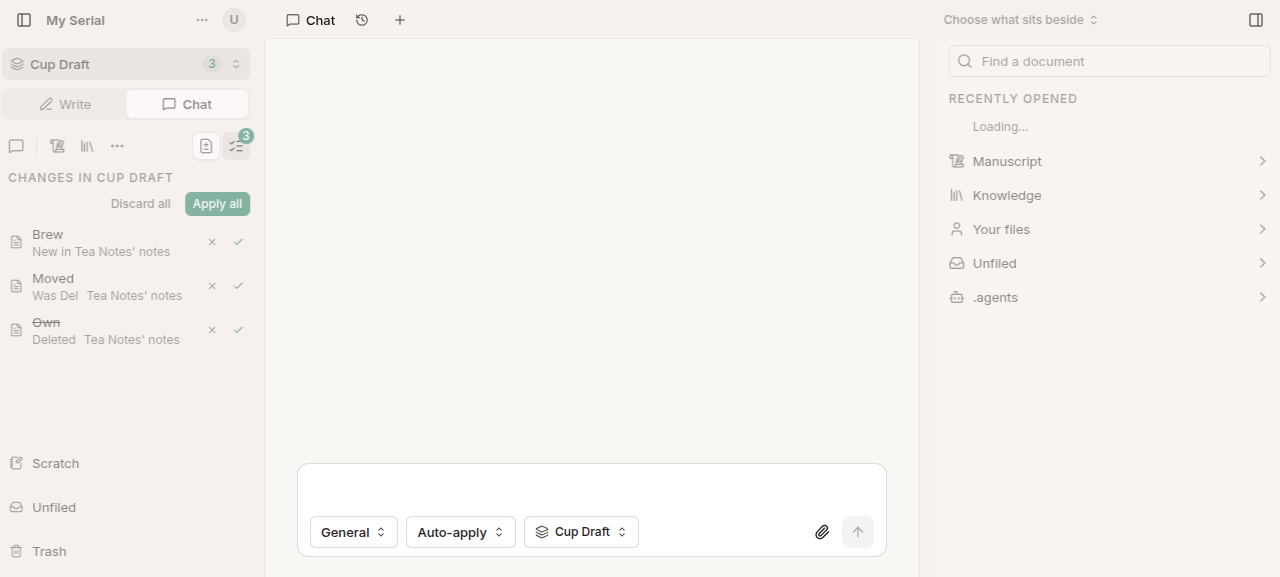 My Serial
U
Cup Draft
3
Write
Chat
3
CHANGES IN CUP DRAFT
Discard all
Apply all
Brew
New in Tea Notes' notes
Moved
Was Del Tea Notes' notes
Own
Deleted Tea Notes' notes
Scratch
Unfiled
Trash
Chat
General
Auto-apply
Cup Draft
Choose what sits beside
Find a document
RECENTLY OPENED
Loading...
Manuscript
Knowledge
Your files
Unfiled
.agents